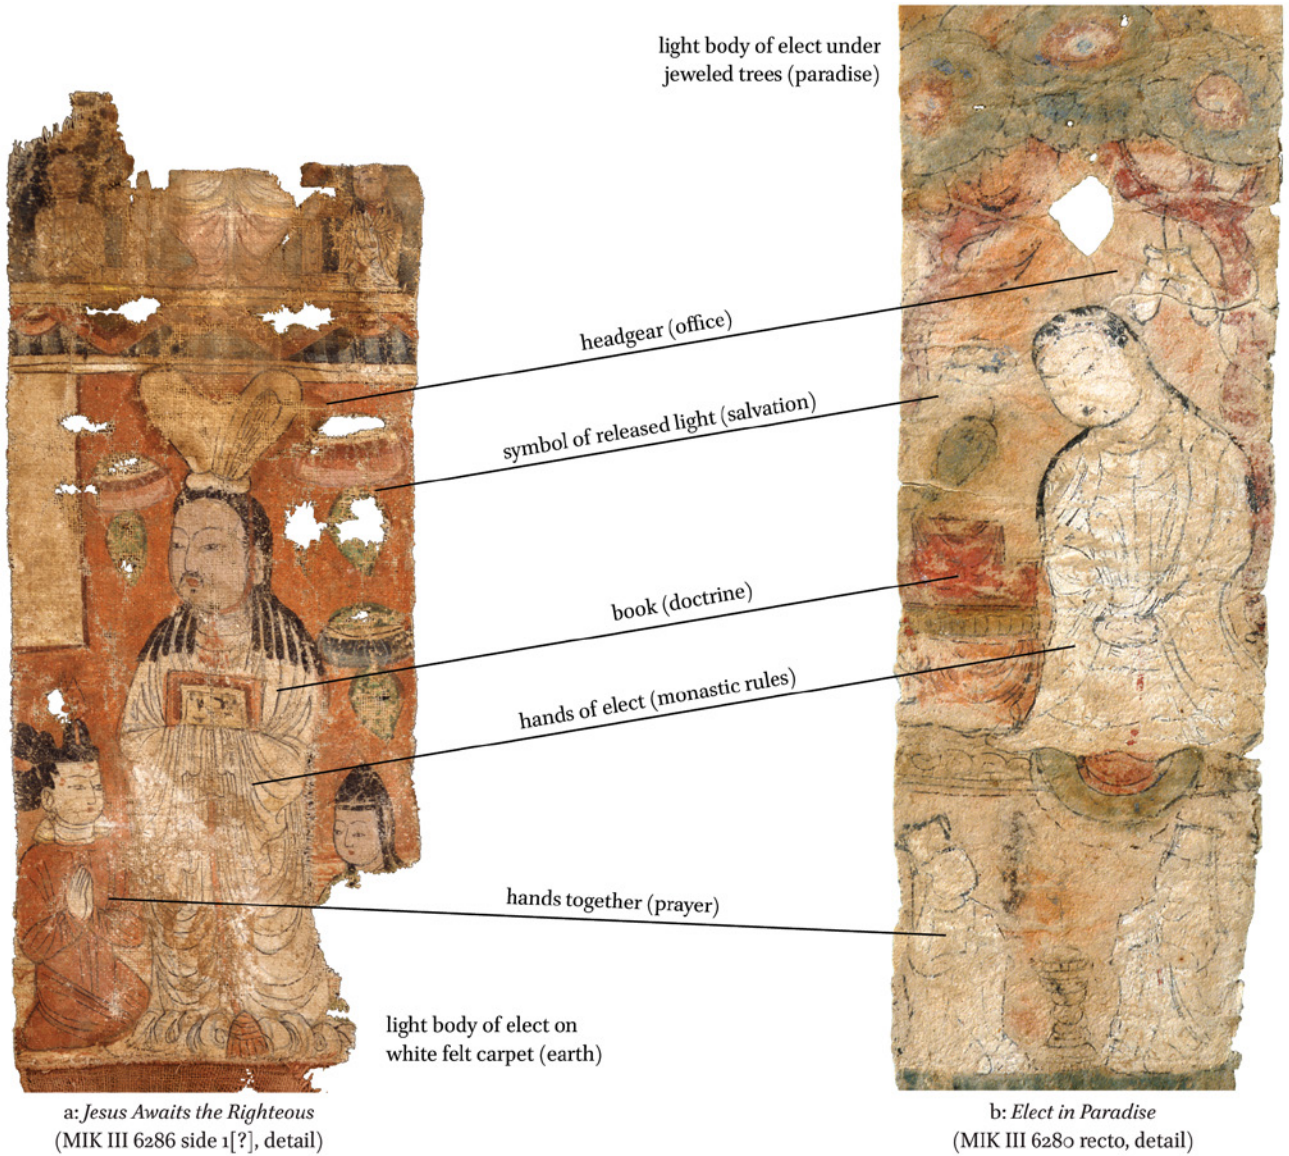 light body of elect under
jeweled trees (paradise)
headgear (office)
symbol of released light (salvation)
book (doctrine)
hands of elect (monastic rules)
hands together (prayer)
light body of elect on
white felt carpet (earth)
a: Jesus Awaits the Righteous
(MIK III 6286 side 1[?], detail)
b: Elect in Paradise
(MIK III 6280 recto, detail)